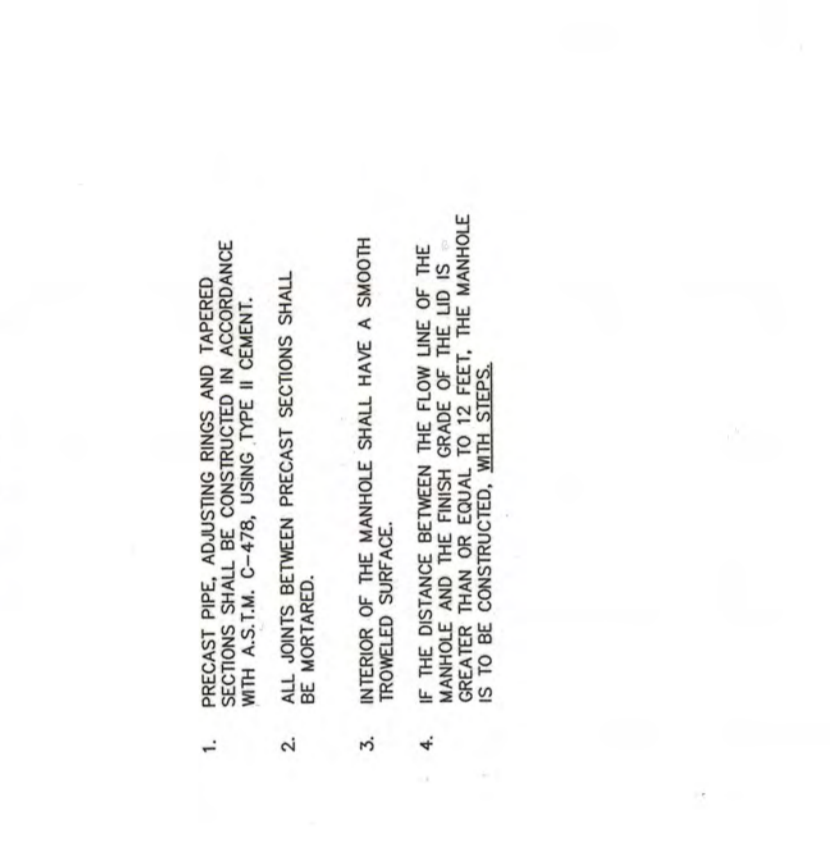 1. PRECAST PIPE, ADJUSTING RINGS AND TAPERED
SECTIONS SHALL BE CONSTRUCTED IN ACCORDANCE
WITH A.S.T.M. C-478, USING TYPE II CEMENT.
2. ALL JOINTS BETWEEN PRECAST SECTIONS SHALL
BE MORTARED.
3. INTERIOR OF THE MANHOLE SHALL HAVE A SMOOTH
TROWELED SURFACE.
4. IF THE DISTANCE BETWEEN THE FLOW LINE OF THE
MANHOLE AND THE FINISH GRADE OF THE LID IS
GREATER THAN OR EQUAL TO 12 FEET, THE MANHOLE
IS TO BE CONSTRUCTED, WITH STEPS.